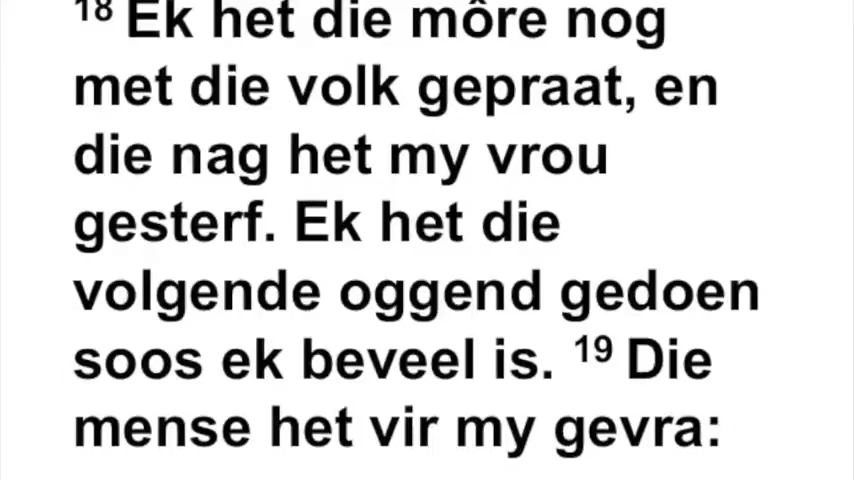 18 Ek het die môre nog
met die volk gepraat, en
die nag het my vrou
gesterf. Ek het die
volgende oggend gedoen
soos ek beveel is. 19 Die
mense het vir my gevra: